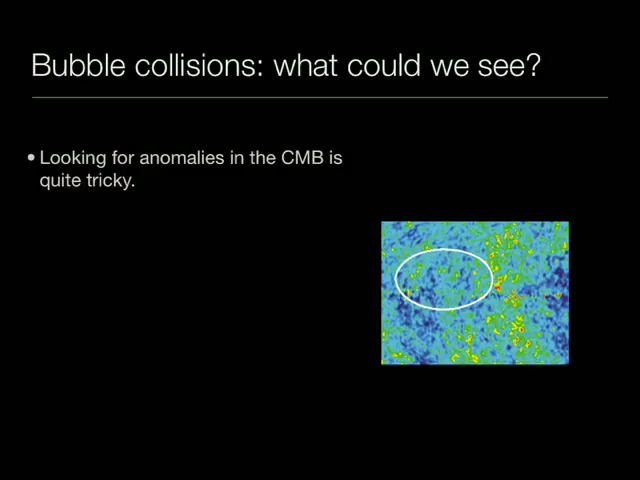 Bubble collisions: what could we see?
• Looking for anomalies in the CMB is
quite tricky.